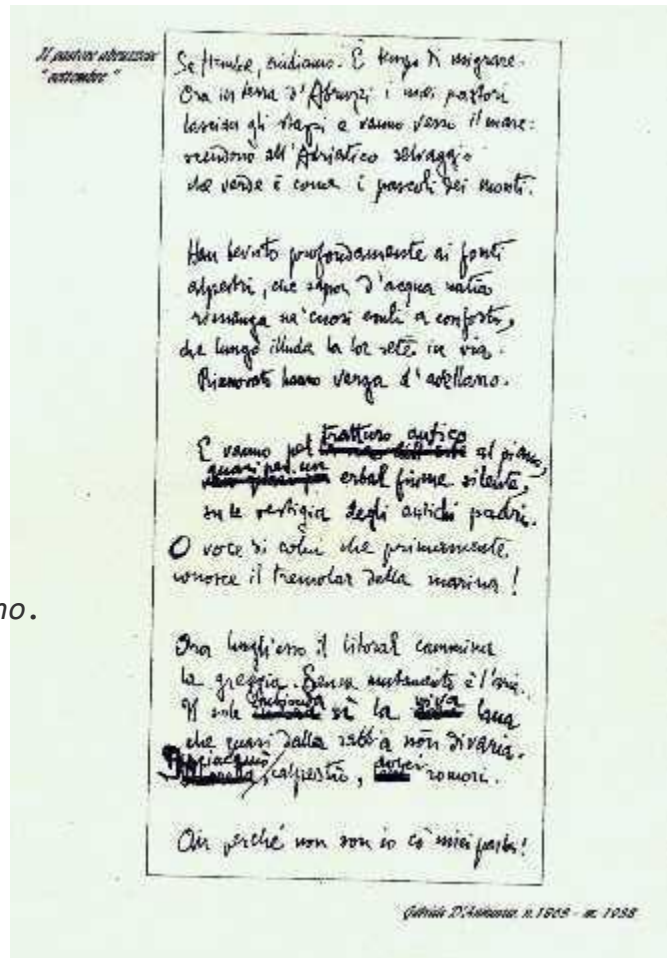 Il pastore abruzzese
"settembre"
Settembre, andiamo. È tempo di migrare.
Ora in terra d'Abruzzi i miei pastori
lascian gli stazzi e vanno verso il mare:
scendono all'Adriatico selvaggio
che verde è come i pascoli dei monti.
Han bevuto profondamente ai fonti
alpestri, che sapor d'acqua natía
rimanga ne' cuori esuli a conforto,
che lungo illuda la lor sete in via.
Rinnovato hanno verga d'avellano.
E vanno pel tratturo antico al piano,
quasi per un erbal fiume silente,
su le vestigia degli antichi padri.
O voce di colui che primamente
conosce il tremolar della marina!
no.
Ora lungh'esso il litoral cammina
la greggia. Senza mutamento è l'aria.
Il sole imbionda sì la viva lana
che quasi dalla sabbia non divaria.
Isciacquío, calpestío, dolci romori.
Ah perché non son io co' miei pastori!
Gabriele D'Annunzio, n. 1863 - m. 1938